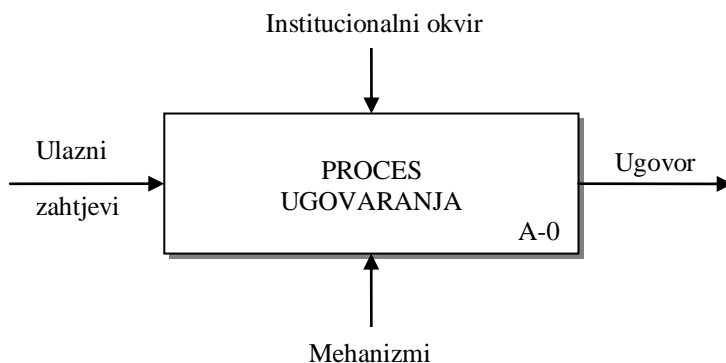 Institucionalni okvir
Ulazni
zahtjevi
PROCES
UGOVARANJA
A-0
Ugovor
Mehanizmi